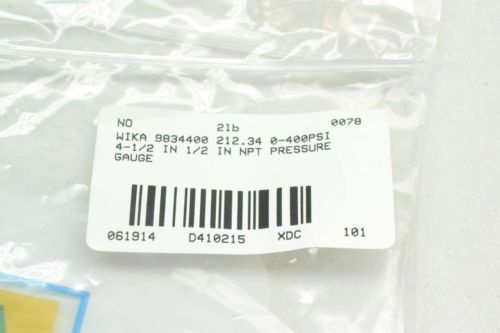 NO 2lb 0078
WIKA 9834400 212.34 0-400PSI
4-1/2 IN 1/2 IN NPT PRESSURE
GAUGE
061914 D410215 XDC 101